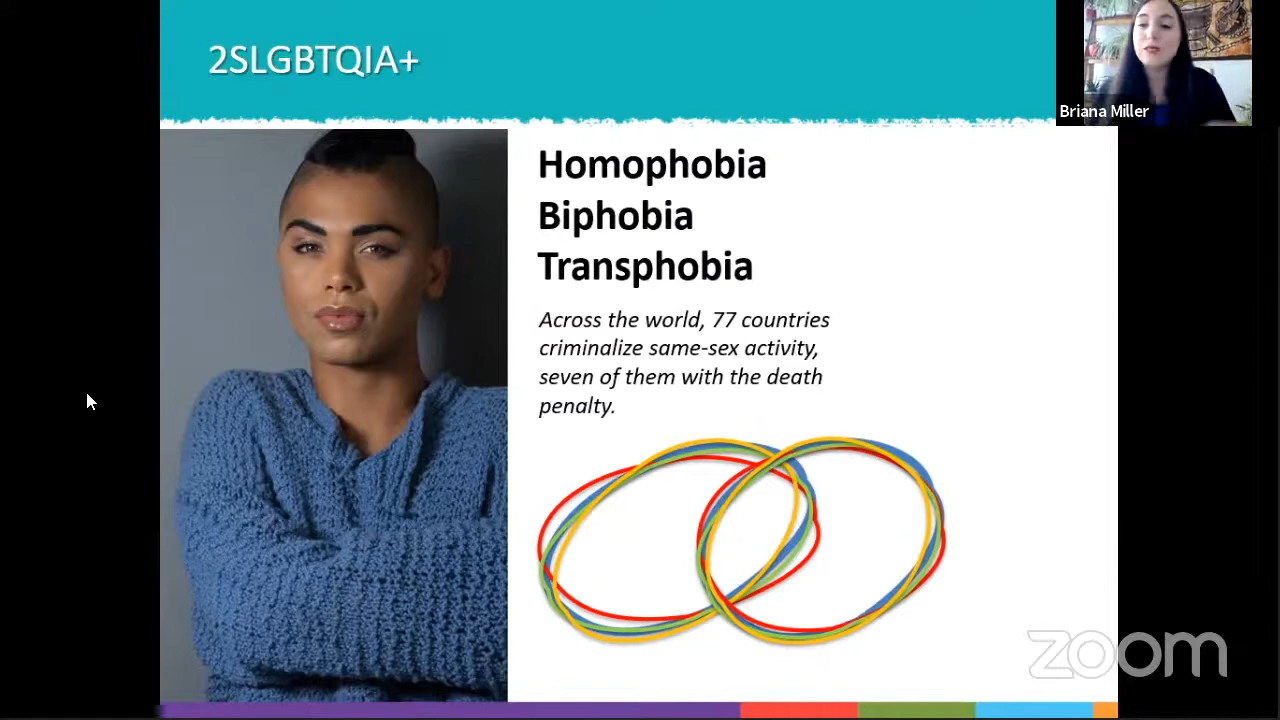 2SLGBTQIA+
Briana Miller
Homophobia
Biphobia
Transphobia
Across the world, 77 countries
criminalize same-sex activity,
seven of them with the death
penalty.
zoom